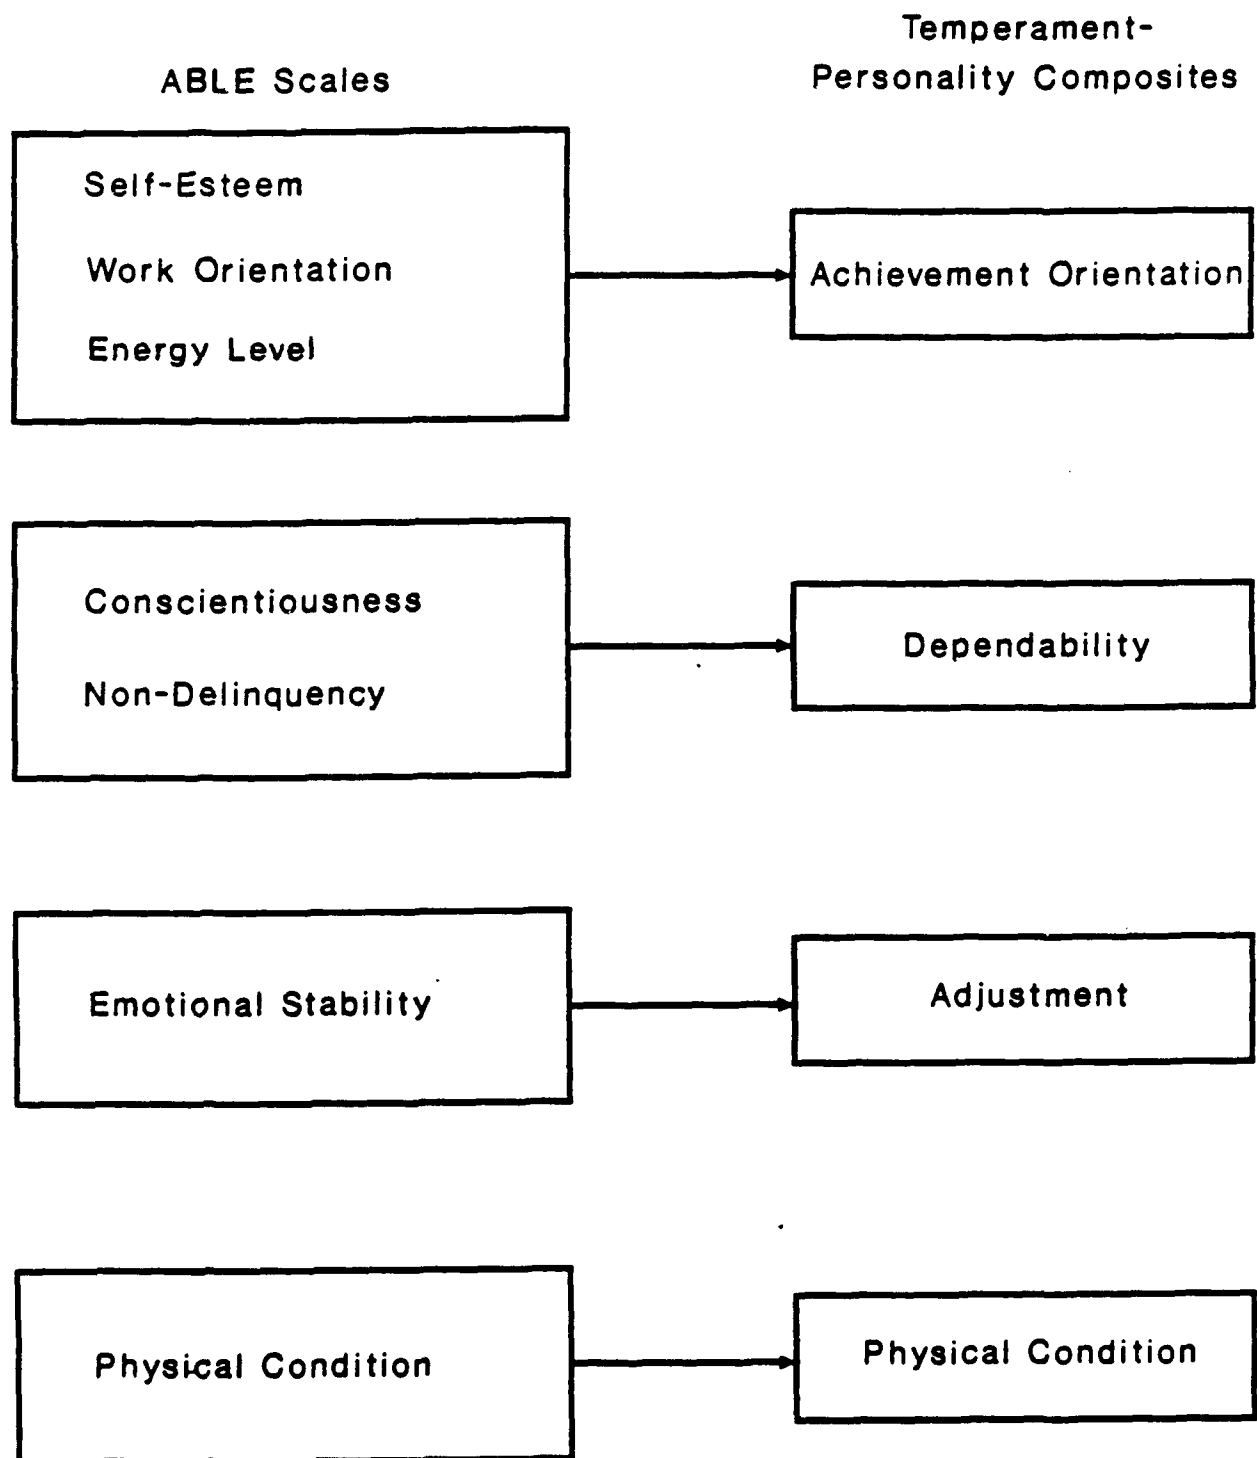 ABLE Scales
Temperament-
Personality Composites
Self-Esteem
Work Orientation
Energy Level
Achievement Orientation
Conscientiousness
Non-Delinquency
Dependability
Emotional Stability
Adjustment
Physical Condition
Physical Condition